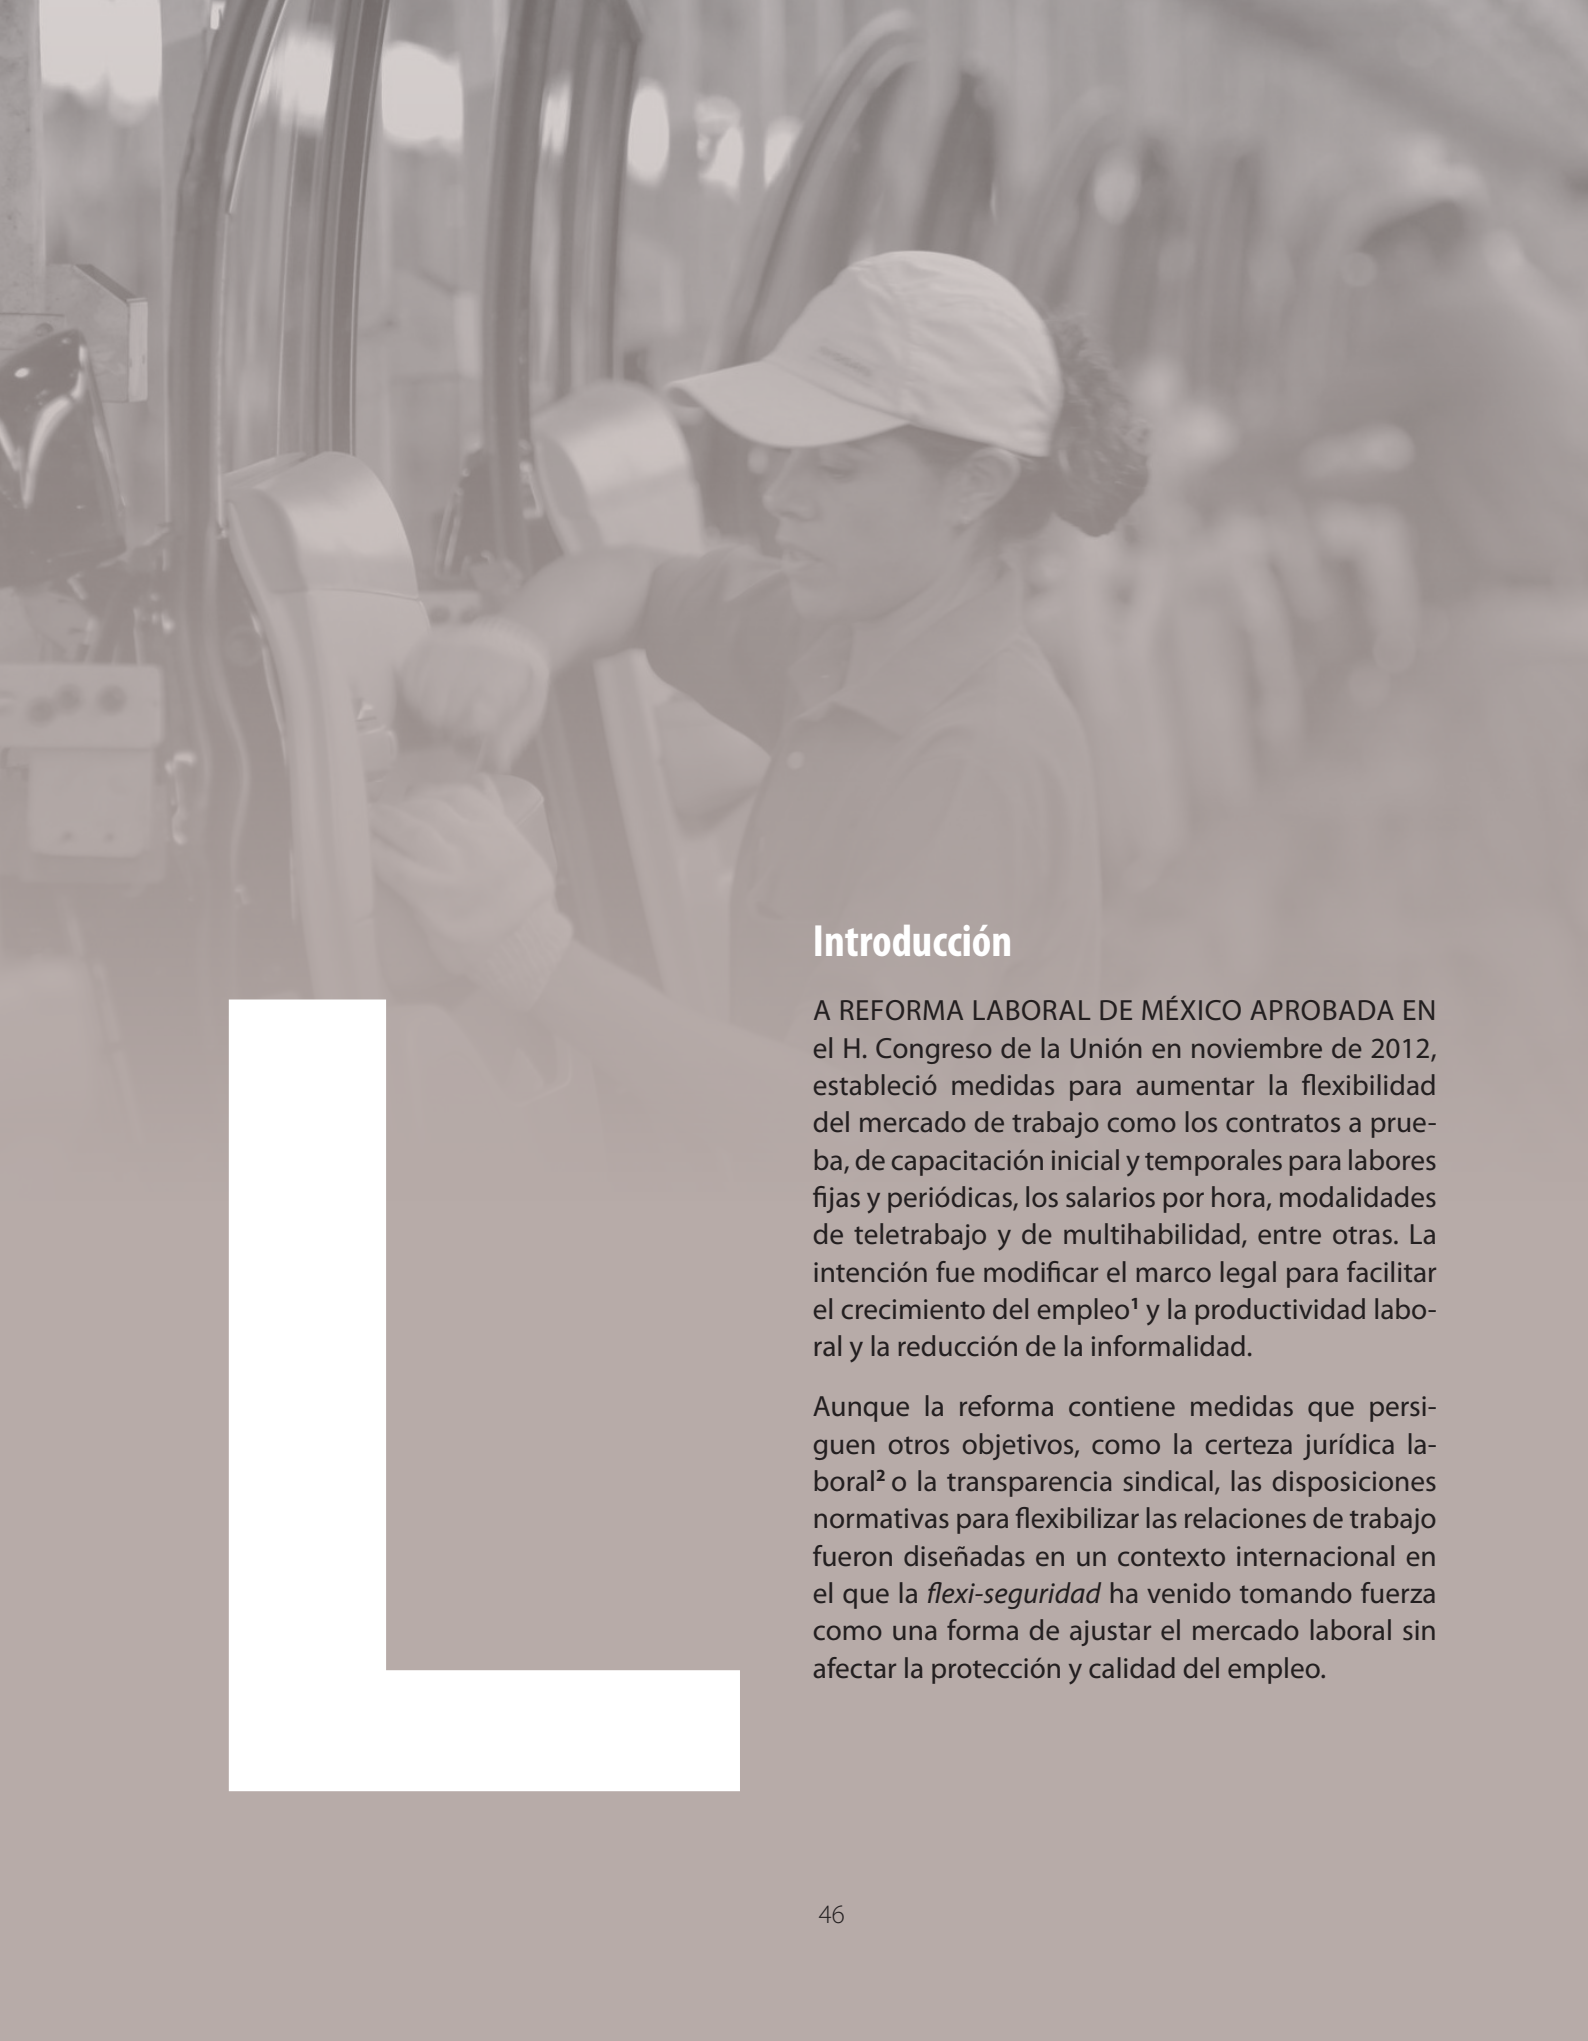 Introducción
L
A REFORMA LABORAL DE MÉXICO APROBADA EN
el H. Congreso de la Unión en noviembre de 2012,
estableció medidas para aumentar la flexibilidad
del mercado de trabajo como los contratos a prue-
ba, de capacitación inicial y temporales para labores
fijas y periódicas, los salarios por hora, modalidades
de teletrabajo y de multihabilidad, entre otras. La
intención fue modificar el marco legal para facilitar
el crecimiento del empleo¹ y la productividad labo-
ral y la reducción de la informalidad.
Aunque la reforma contiene medidas que persi-
guen otros objetivos, como la certeza jurídica la-
boral² o la transparencia sindical, las disposiciones
normativas para flexibilizar las relaciones de trabajo
fueron diseñadas en un contexto internacional en
el que la flexi-seguridad ha venido tomando fuerza
como una forma de ajustar el mercado laboral sin
afectar la protección y calidad del empleo.
46